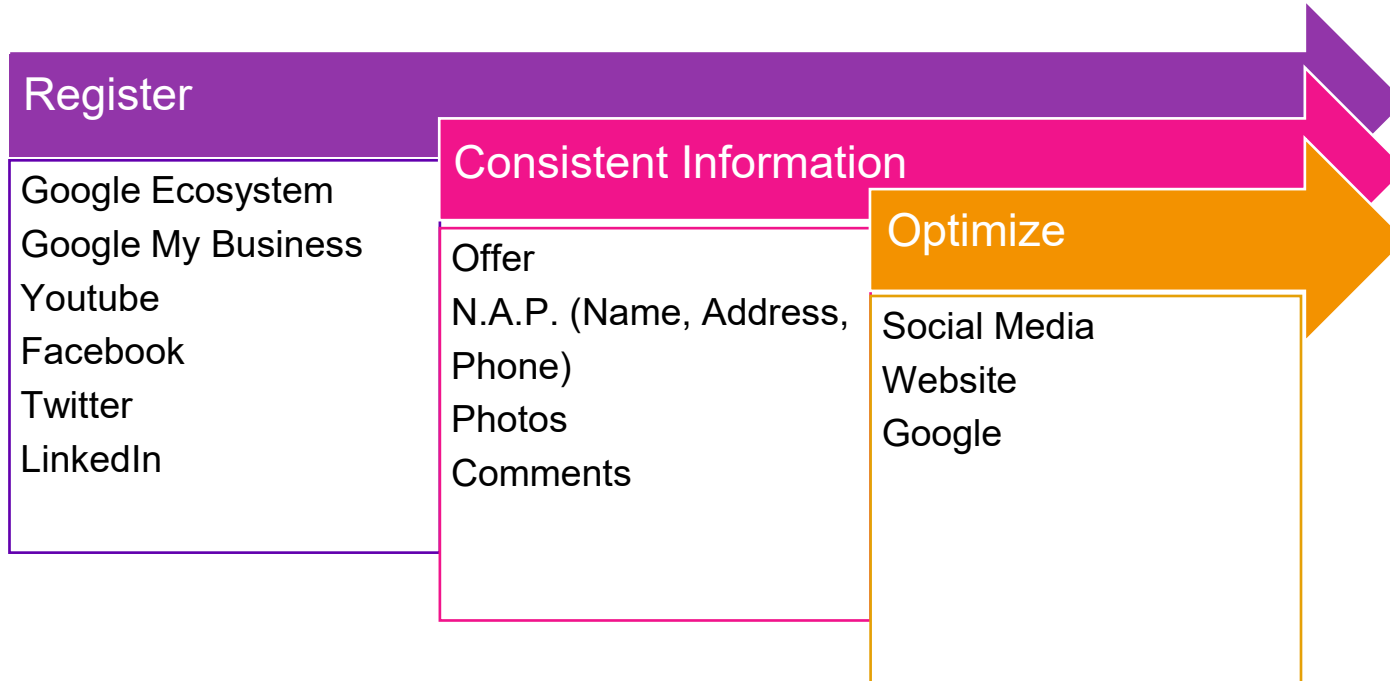 Register
Google Ecosystem
Google My Business
Youtube
Facebook
Twitter
LinkedIn
Consistent Information
Offer
N.A.P. (Name, Address,
Phone)
Photos
Comments
Optimize
Social Media
Website
Google